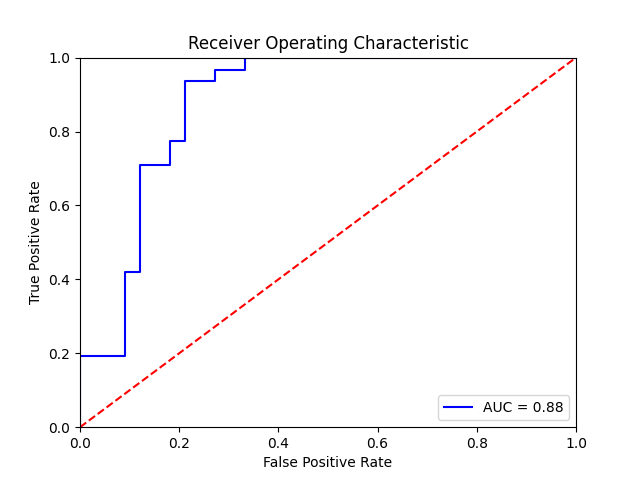 Receiver Operating Characteristic
1.0
0.8
0.6
0.4
0.2
0.0
True Positive Rate
AUC = 0.88
0.0 0.2 0.4 0.6 0.8 1.0
False Positive Rate